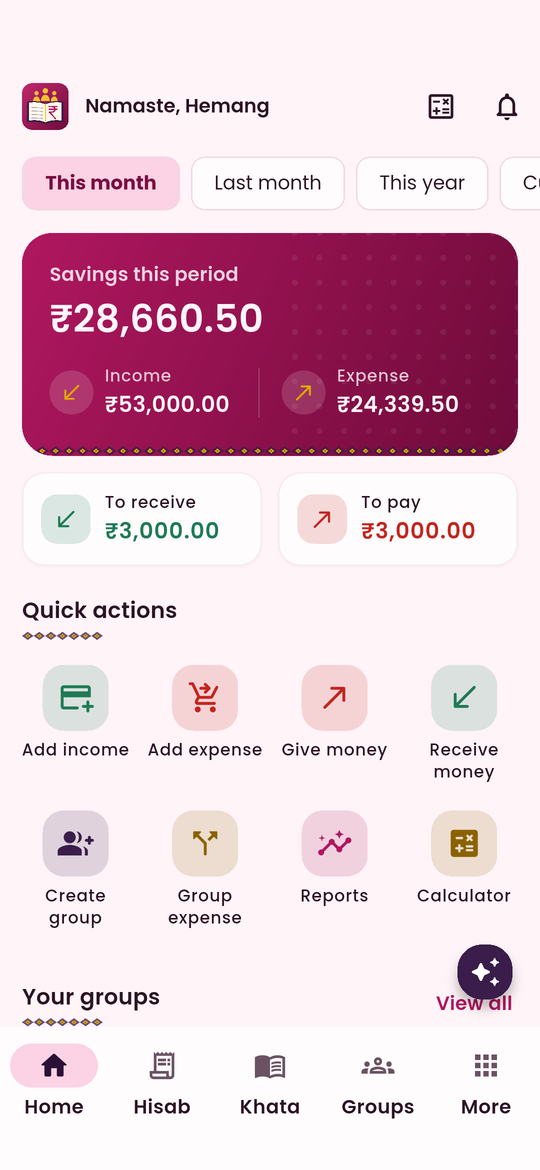 Namaste, Hemang
This month
Last month
This year
Savings this period
₹28,660.50
Income
₹53,000.00
Expense
₹24,339.50
To receive
₹3,000.00
To pay
₹3,000.00
Quick actions
Add income
Add expense
Give money
Receive
money
Create
group
Group
expense
Reports
Calculator
Your groups
View all
Home
Hisab
Khata
Groups
More